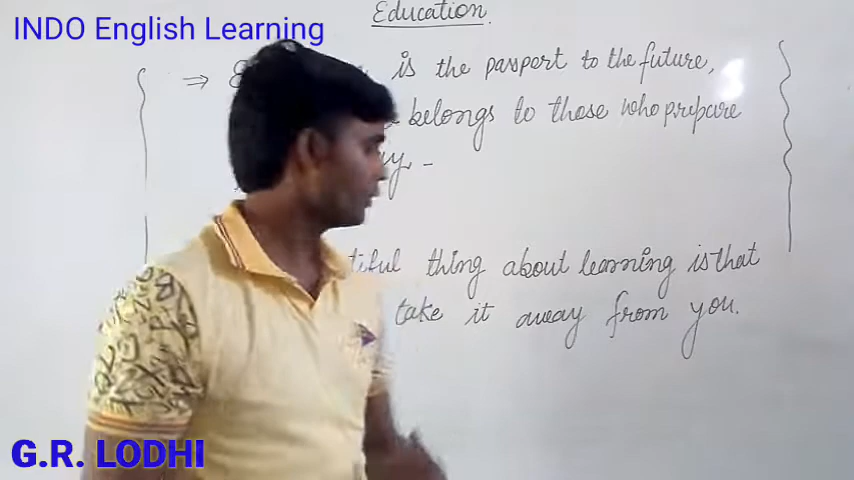 INDO English Learning
Education.
⇒ is the passport to the future,
belongs to those who prepare
thing about learning is that
take it away from you.
G.R. LODHI